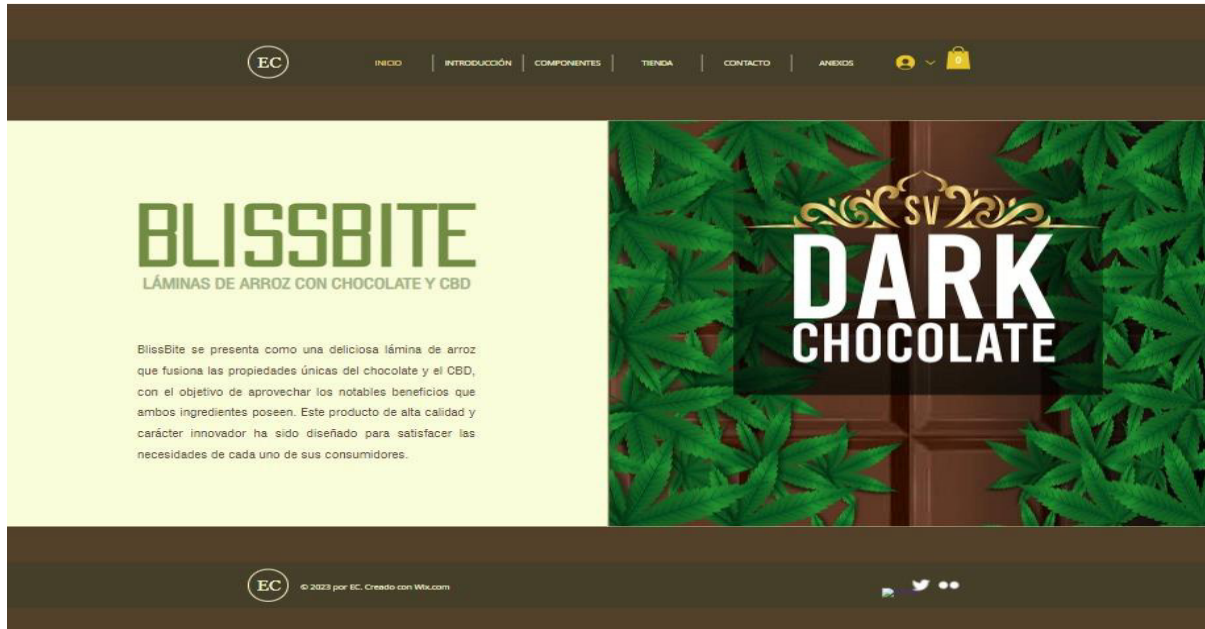 EC
INICIO
INTRODUCCIÓN
COMPONENTES
TIENDA
CONTACTO
ANEXOS
0
BLISSBITE
LÁMINAS DE ARROZ CON CHOCOLATE Y CBD
BlissBite se presenta como una deliciosa lámina de arroz
que fusiona las propiedades únicas del chocolate y el CBD,
con el objetivo de aprovechar los notables beneficios que
ambos ingredientes poseen. Este producto de alta calidad y
carácter innovador ha sido diseñado para satisfacer las
necesidades de cada uno de sus consumidores.
SV
DARK
CHOCOLATE
EC
© 2023 por EC. Creado con Wix.com